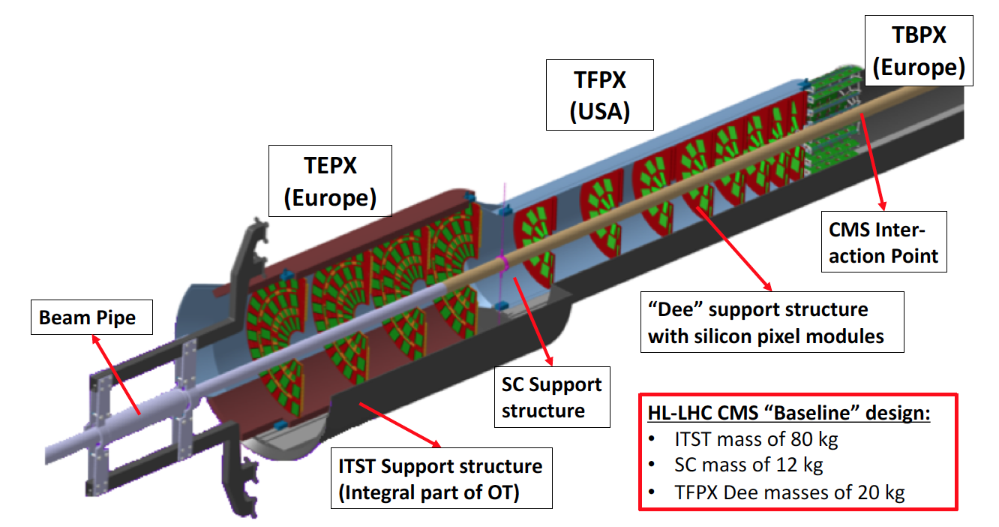 TBPX
(Europe)
TFPX
(USA)
TEPX
(Europe)
CMS Inter-
action Point
Beam Pipe
“Dee” support structure
with silicon pixel modules
SC Support
structure
ITST Support structure
(Integral part of OT)
HL-LHC CMS “Baseline” design:
• ITST mass of 80 kg
• SC mass of 12 kg
• TFPX Dee masses of 20 kg